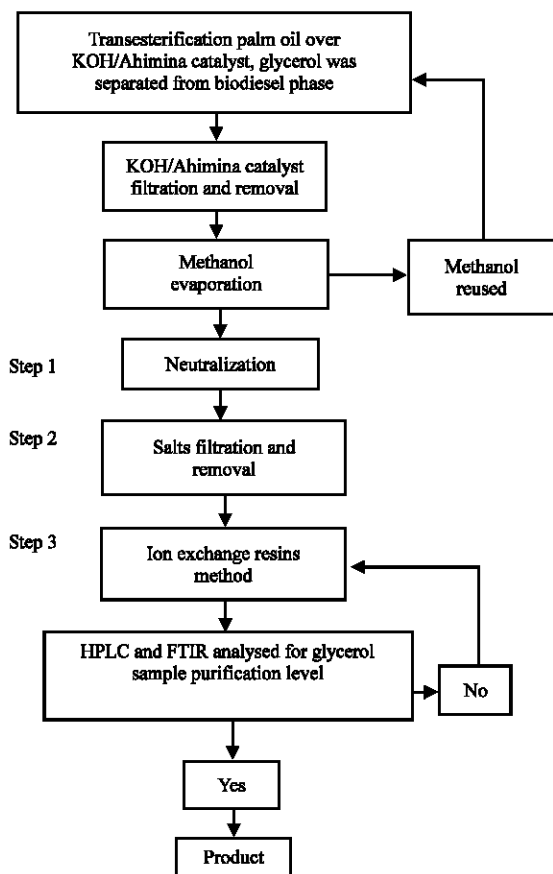 Transesterification palm oil over
KOH/Ahimina catalyst, glycerol was
separated from biodiesel phase
KOH/Ahimina catalyst
filtration and removal
Methanol
evaporation
Methanol
reused
Step 1
Neutralization
Step 2
Salts filtration and
removal
Step 3
Ion exchange resins
method
HPLC and FTIR analysed for glycerol
sample purification level
No
Yes
Product